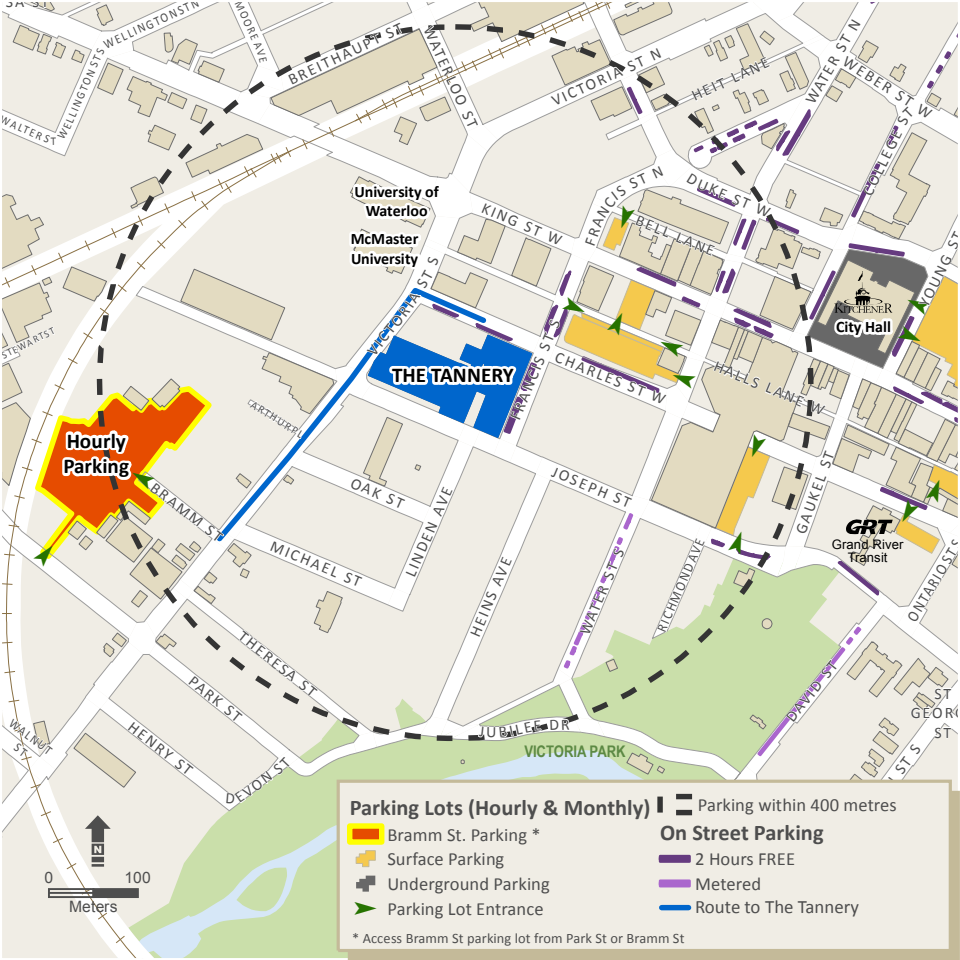 SA ST
WELLINGTON ST N
WELLINGTON ST S
MOORE AVE
BREITHAUPT ST
WATERLOO ST
VICTORIA ST N
HEIT LANE
WATER ST N
WEBER ST W
WALTER ST
COLLEGE ST
University of
Waterloo
McMaster
University
KING ST W
FRANCIS ST N
DUKE ST W
BELL LANE
YOUNG ST
VICTORIA ST S
KITCHENER
City Hall
STEWART ST
THE TANNERY
FRANCIS ST S
CHARLES ST W
HALLS LANE W
ARTHUR PL
Hourly
Parking
BRAMM ST
OAK ST
JOSEPH ST
GAUKEL ST
GRT
Grand River
Transit
MICHAEL ST
LINDEN AVE
HEINS AVE
WATER ST S
RICHMOND AVE
ONTARIO ST S
THERESA ST
PARK ST
DAVID ST
ST
GEORG
ST
WALNUT
ST
HENRY ST
DEVON ST
JUBILEE DR
VICTORIA PARK
ST S
N
0 100
Meters
Parking Lots (Hourly & Monthly)
Bramm St. Parking *
Surface Parking
Underground Parking
Parking Lot Entrance
* Access Bramm St parking lot from Park St or Bramm St
Parking within 400 metres
On Street Parking
2 Hours FREE
Metered
Route to The Tannery